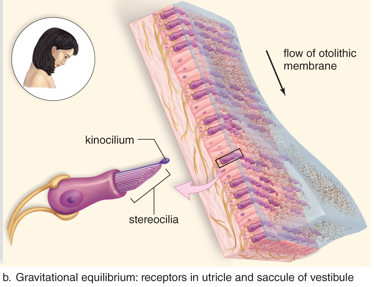 flow of otolithic
membrane
kinocilium
stereocilia
b. Gravitational equilibrium: receptors in utricle and saccule of vestibule